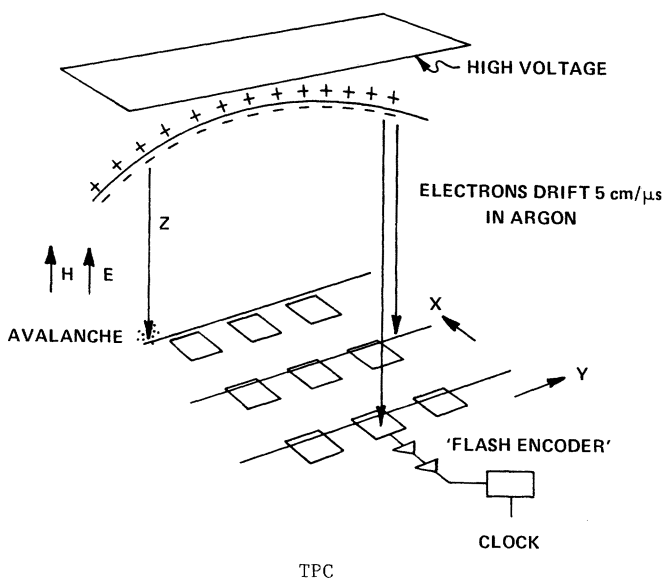 HIGH VOLTAGE
+ + + + + + + + + + + + +
ELECTRONS DRIFT 5 cm/μs
IN ARGON
Z
H E
X
AVALANCHE
Y
'FLASH ENCODER'
CLOCK
TPC